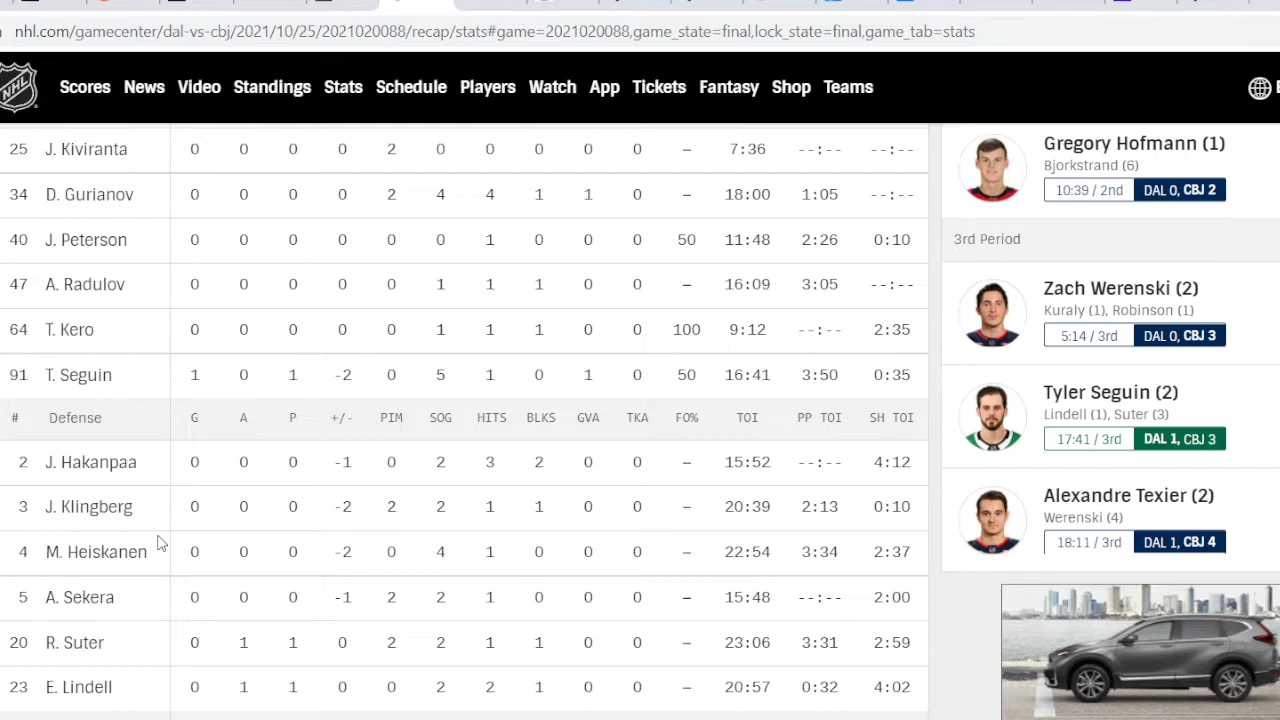 nhl.com/gamecenter/dal-vs-cbj/2021/10/25/2021020088/recap/stats#game=2021020088,game_state=final,lock_state=final,game_tab=stats
NHL Scores News Video Standings Stats Schedule Players Watch App Tickets Fantasy Shop Teams
25 J. Kiviranta 0 0 0 0 2 0 0 0 0 0 – 7:36 --:-- --:--
34 D. Gurianov 0 0 0 0 2 4 4 1 1 0 – 18:00 1:05 --:--
40 J. Peterson 0 0 0 0 0 0 1 0 0 0 50 11:48 2:26 0:10
47 A. Radulov 0 0 0 0 0 1 1 1 0 0 – 16:09 3:05 --:--
64 T. Kero 0 0 0 0 0 1 1 1 0 0 100 9:12 --:-- 2:35
91 T. Seguin 1 0 1 -2 0 5 1 0 1 0 50 16:41 3:50 0:35
# Defense G A P +/- PIM SOG HITS BLKS GVA TKA FO% TOI PP TOI SH TOI
2 J. Hakanpaa 0 0 0 -1 0 2 3 2 0 0 – 15:52 --:-- 4:12
3 J. Klingberg 0 0 0 -2 2 2 1 1 0 0 – 20:39 2:13 0:10
4 M. Heiskanen 0 0 0 -2 0 4 1 0 0 0 – 22:54 3:34 2:37
5 A. Sekera 0 0 0 -1 2 2 1 0 0 0 – 15:48 --:-- 2:00
20 R. Suter 0 1 1 0 2 2 1 1 0 0 – 23:06 3:31 2:59
23 E. Lindell 0 1 1 0 0 2 2 1 0 0 – 20:57 0:32 4:02
Gregory Hofmann (1)
Bjorkstrand (6)
10:39 / 2nd DAL 0, CBJ 2
3rd Period
Zach Werenski (2)
Kuraly (1), Robinson (1)
5:14 / 3rd DAL 0, CBJ 3
Tyler Seguin (2)
Lindell (1), Suter (3)
17:41 / 3rd DAL 1, CBJ 3
Alexandre Texier (2)
Werenski (4)
18:11 / 3rd DAL 1, CBJ 4